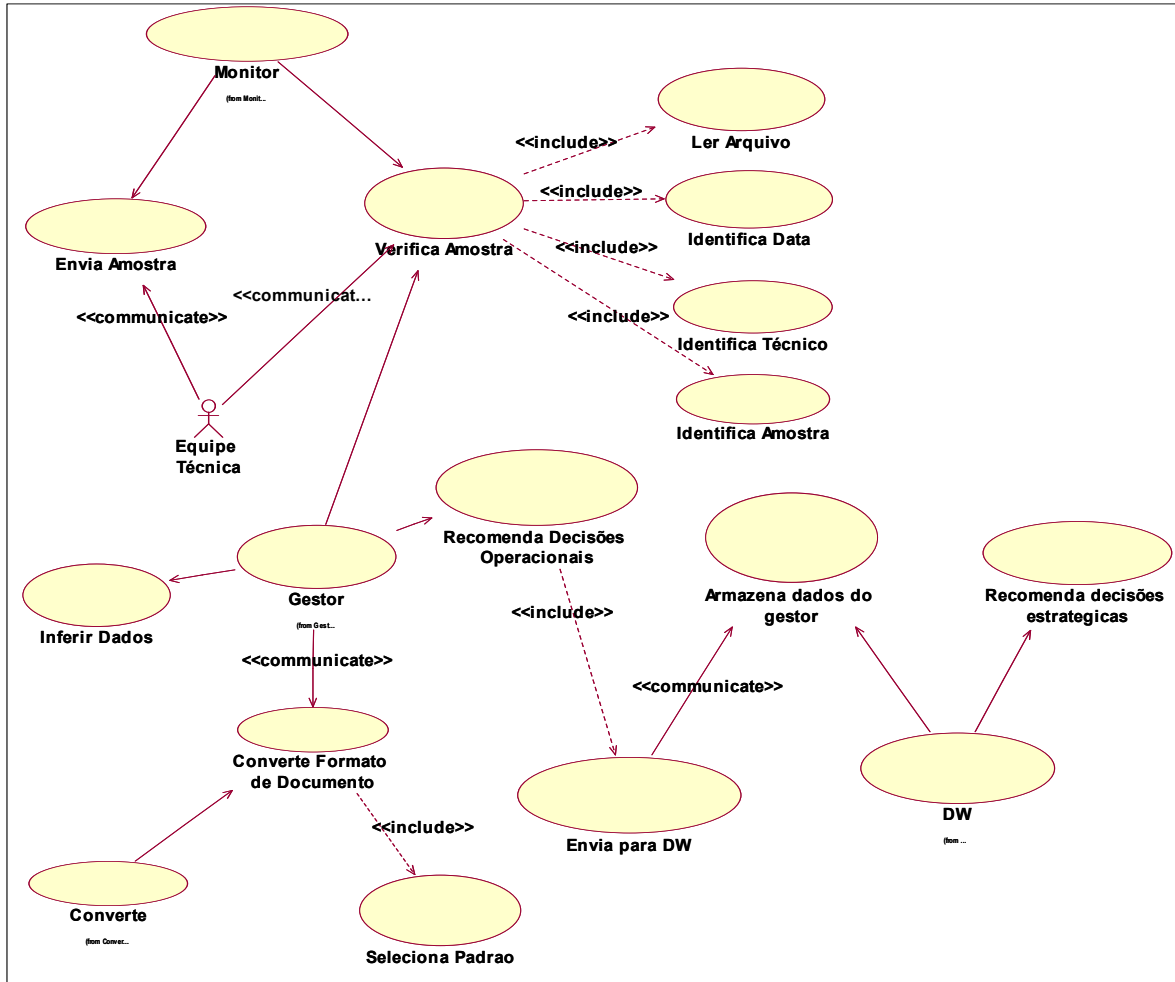 Monitor
(from Monit...
<<include>>
Ler Arquivo
<<include>>
Identifica Data
Envia Amostra
Verifica Amostra
<<include>>
<<communicat...
<<communicate>>
<<include>>
Identifica Técnico
Identifica Amostra
Equipe
Técnica
Recomenda Decisões
Operacionais
Gestor
(from Gest...
Inferir Dados
Armazena dados do
gestor
Recomenda decisões
estrategicas
<<include>>
<<communicate>>
<<communicate>>
Converte Formato
de Documento
<<include>>
Envia para DW
DW
(from ...
Converte
(from Conver...
Seleciona Padrao